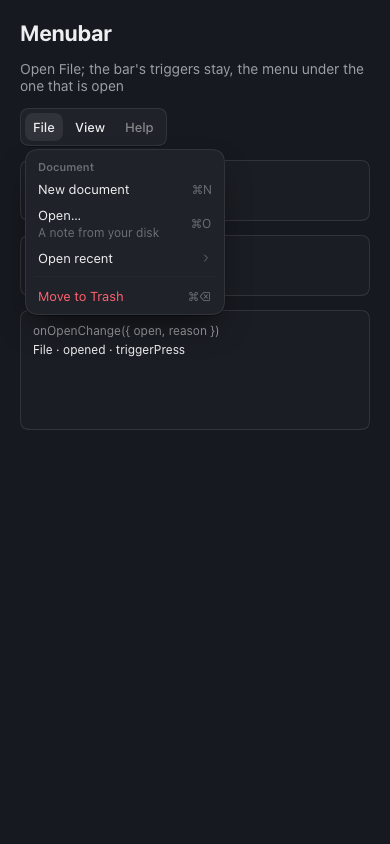 Menubar
Open File; the bar's triggers stay, the menu under the
one that is open
File View Help
Document
New document ⌘N
Open... ⌘O
A note from your disk
Open recent
Move to Trash ⌘⌫
onOpenChange({ open, reason })
File · opened · triggerPress